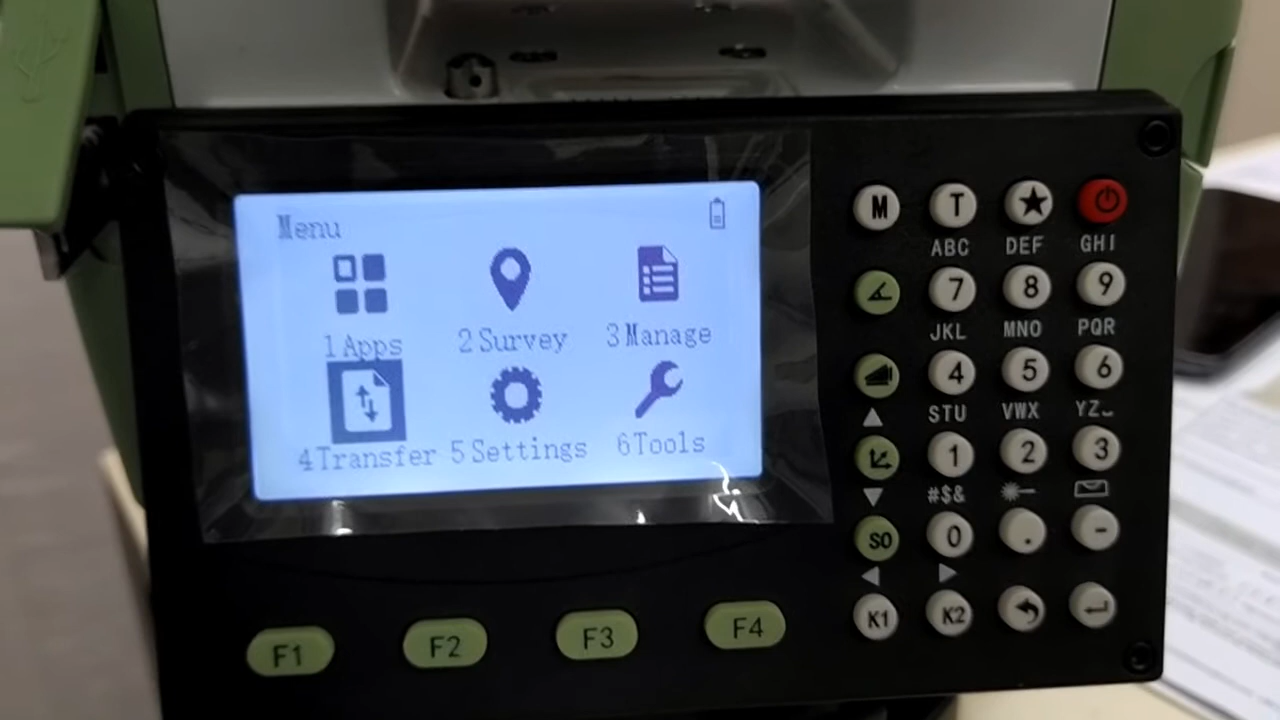 Menu
1 Apps 2 Survey 3 Manage
4 Transfer 5 Settings 6 Tools
M T
ABC DEF GHI
7 8 9
JKL MNO PQR
4 5 6
STU VWX YZ
1 2 3
#$&
S0 0 . -
K1 K2
F1 F2 F3 F4